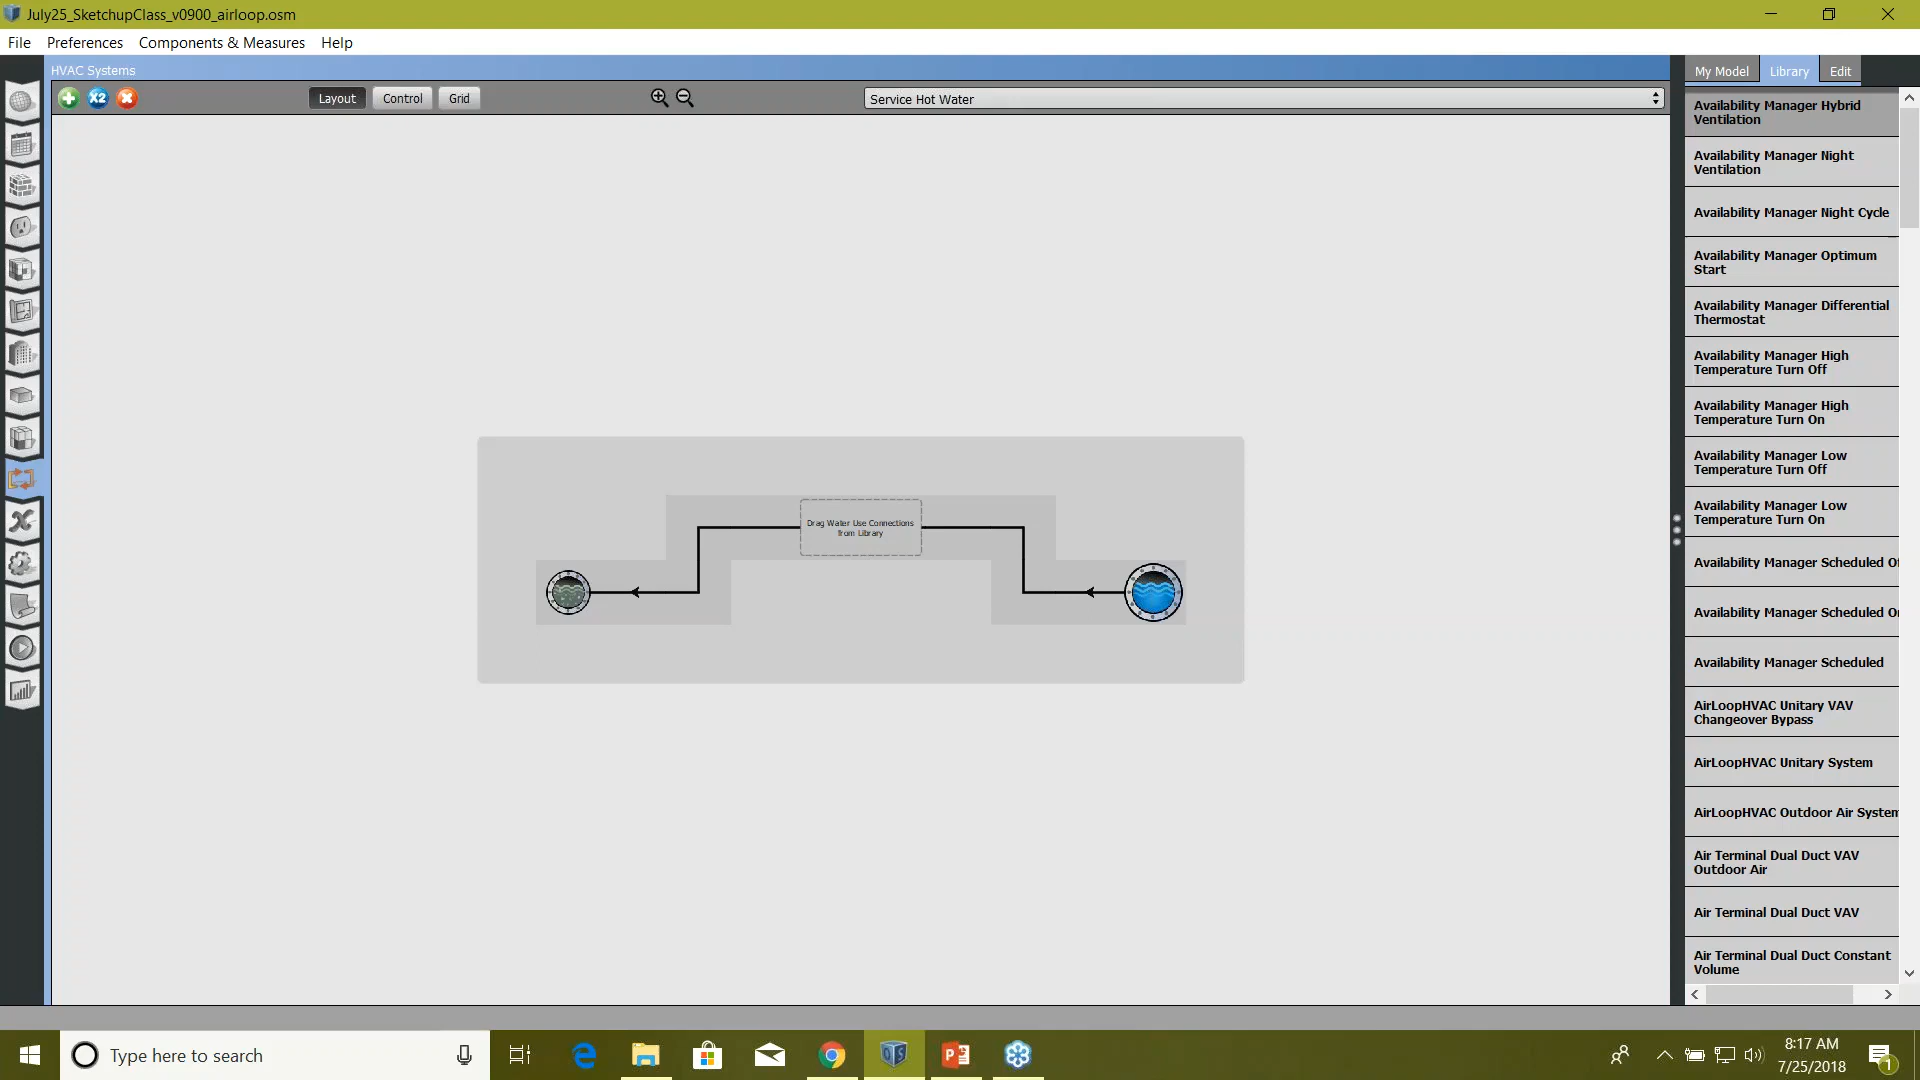 July25_SketchupClass_v0900_airloop.osm
File Preferences Components & Measures Help
HVAC Systems
My Model Library Edit
X2 Layout Control Grid Service Hot Water
Availability Manager Hybrid
Ventilation
Availability Manager Night
Ventilation
Availability Manager Night Cycle
Availability Manager Optimum
Start
Availability Manager Differential
Thermostat
Availability Manager High
Temperature Turn Off
Availability Manager High
Temperature Turn On
Availability Manager Low
Temperature Turn Off
Availability Manager Low
Temperature Turn On
Drag Water Use Connections
from Library
Availability Manager Scheduled
Availability Manager Scheduled
Availability Manager Scheduled
AirLoopHVAC Unitary VAV
Changeover Bypass
AirLoopHVAC Unitary System
AirLoopHVAC Outdoor Air System
Air Terminal Dual Duct VAV
Outdoor Air
Air Terminal Dual Duct VAV
Air Terminal Dual Duct Constant
Volume
Type here to search
8:17 AM
7/25/2018
1